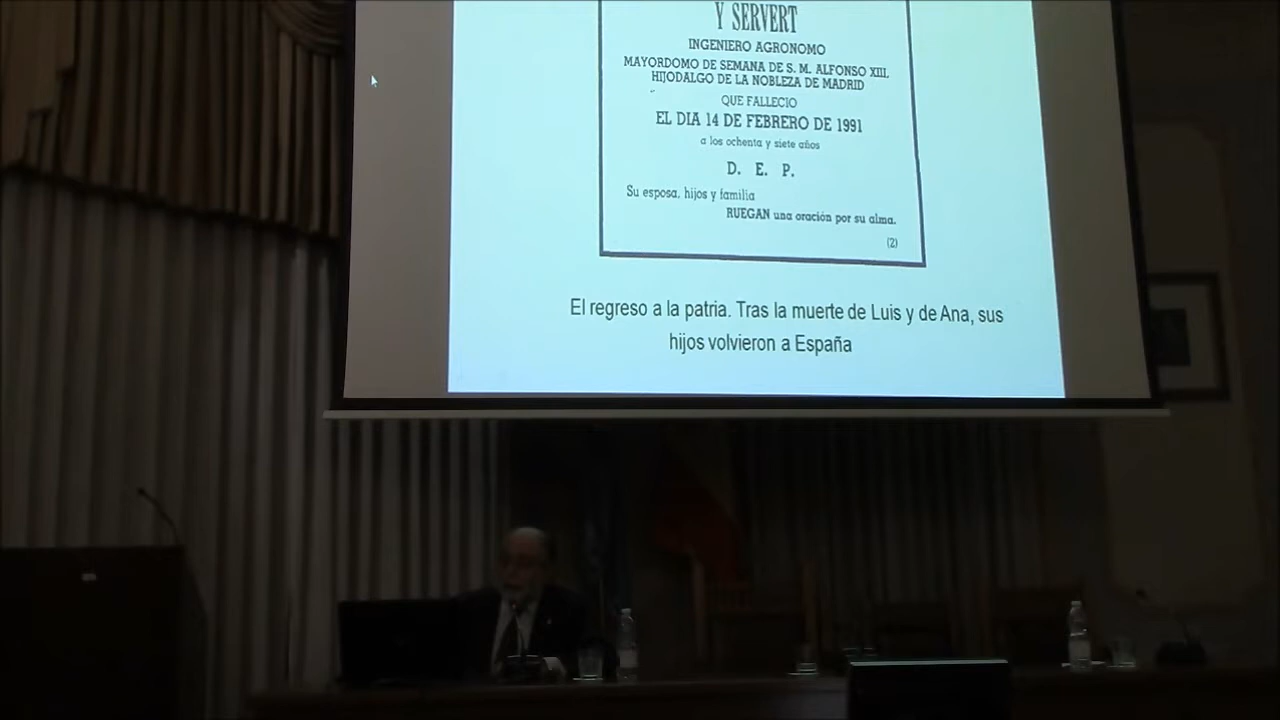 Y SERVERT
INGENIERO AGRONOMO
MAYORDOMO DE SEMANA DE S. M. ALFONSO XIII,
HIJODALGO DE LA NOBLEZA DE MADRID
QUE FALLECIO
EL DIA 14 DE FEBRERO DE 1991
a los ochenta y siete años
D. E. P.
Su esposa, hijos y familia
RUEGAN una oración por su alma.
(2)
El regreso a la patria. Tras la muerte de Luis y de Ana, sus
hijos volvieron a España